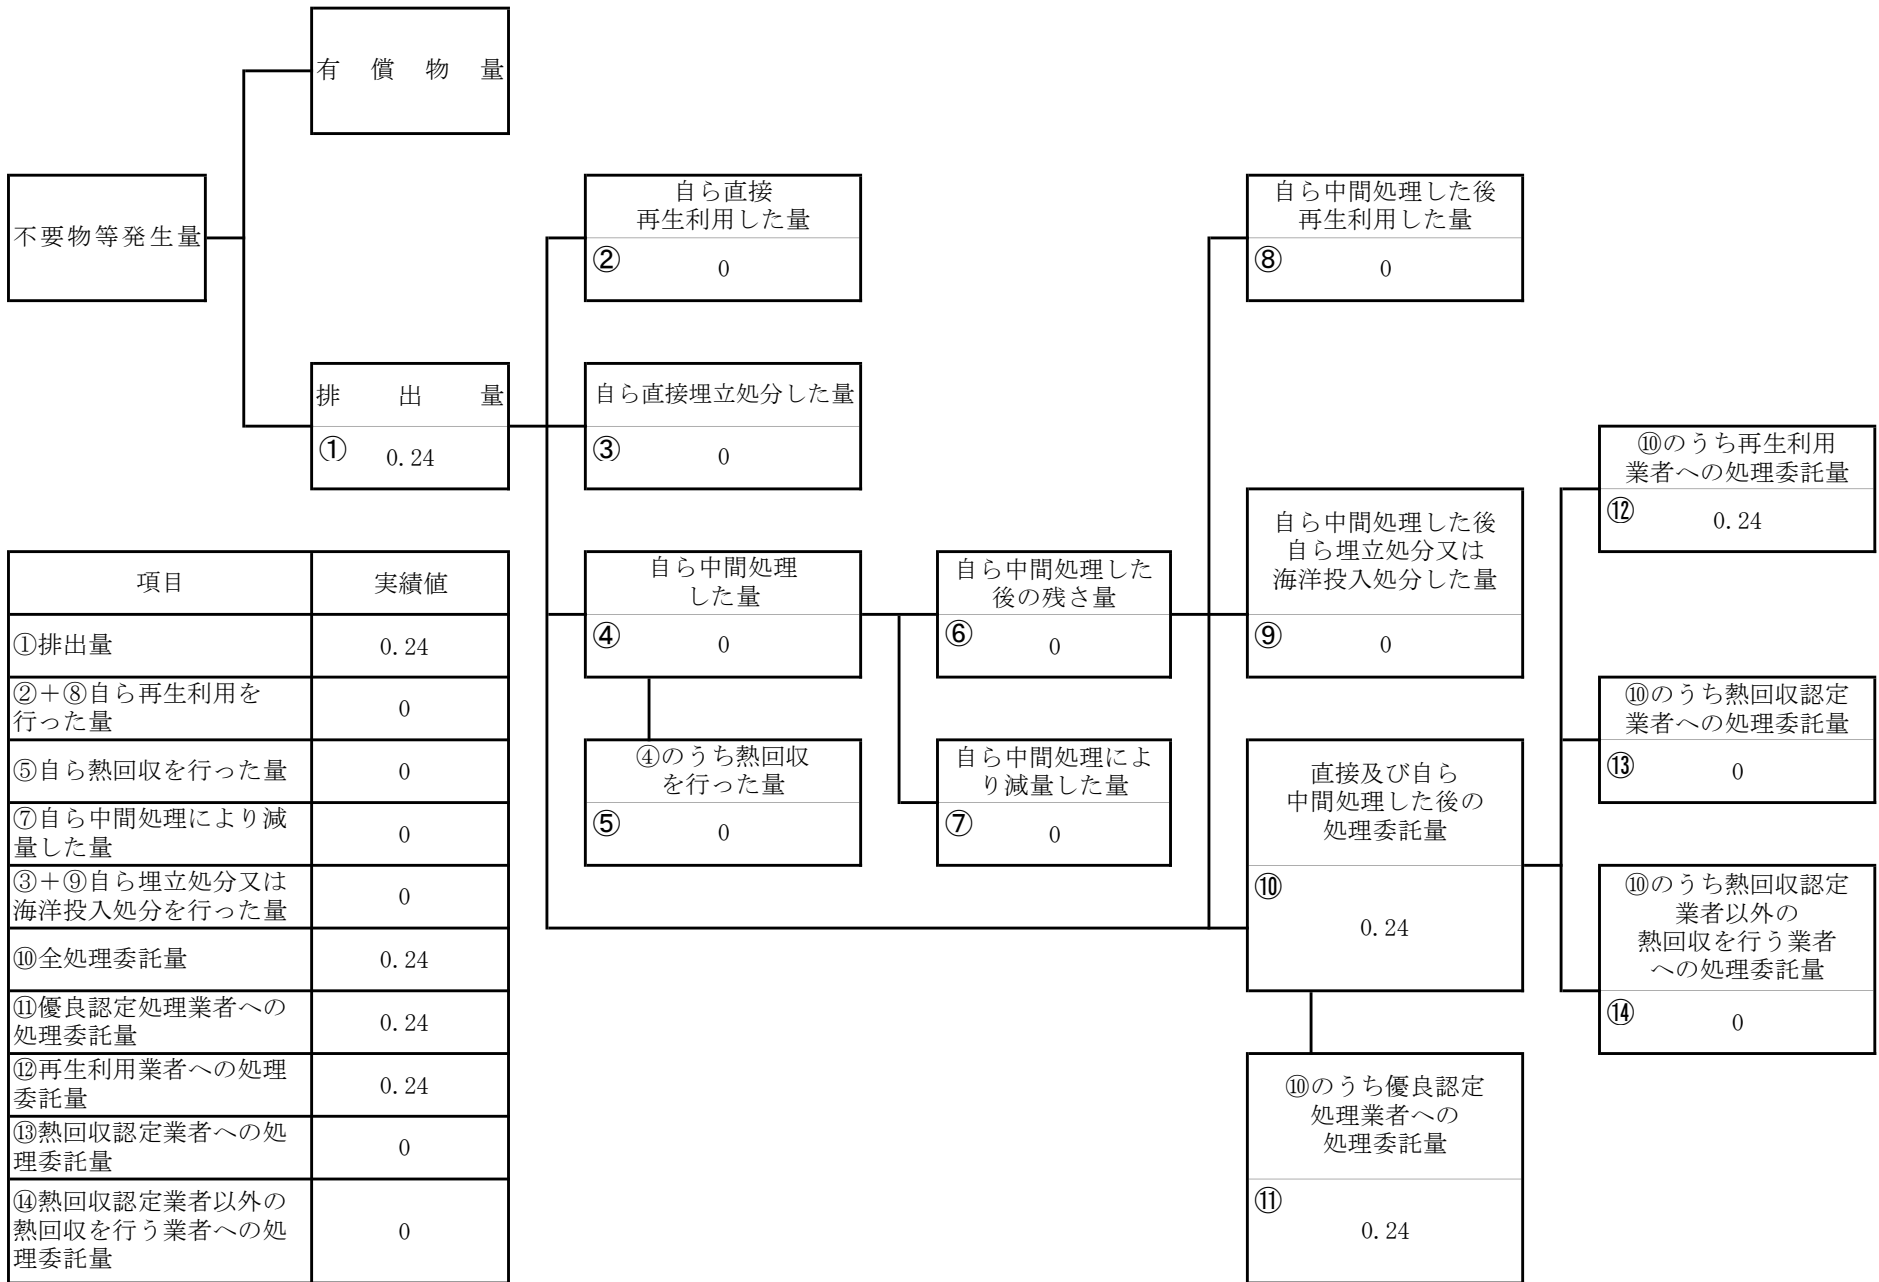 有償物量
不要物等発生量
排出量
① 0.24
自ら直接
再生利用した量
② 0
自ら直接埋立処分した量
③ 0
自ら中間処理
した量
④ 0
④のうち熱回収
を行った量
⑤ 0
自ら中間処理した
後の残さ量
⑥ 0
自ら中間処理によ
り減量した量
⑦ 0
自ら中間処理した後
再生利用した量
⑧ 0
自ら中間処理した後
自ら埋立処分又は
海洋投入処分した量
⑨ 0
直接及び自ら
中間処理した後の
処理委託量
⑩
0.24
⑩のうち優良認定
処理業者への
処理委託量
⑪
0.24
⑩のうち再生利用
業者への処理委託量
⑫ 0.24
⑩のうち熱回収認定
業者への処理委託量
⑬ 0
⑩のうち熱回収認定
業者以外の
熱回収を行う業者
への処理委託量
⑭ 0
項目 実績値
①排出量 0.24
②+⑧自ら再生利用を
行った量 0
⑤自ら熱回収を行った量 0
⑦自ら中間処理により減
量した量 0
③+⑨自ら埋立処分又は
海洋投入処分を行った量 0
⑩全処理委託量 0.24
⑪優良認定処理業者への
処理委託量 0.24
⑫再生利用業者への処理
委託量 0.24
⑬熱回収認定業者への処
理委託量 0
⑭熱回収認定業者以外の
熱回収を行う業者への処
理委託量 0